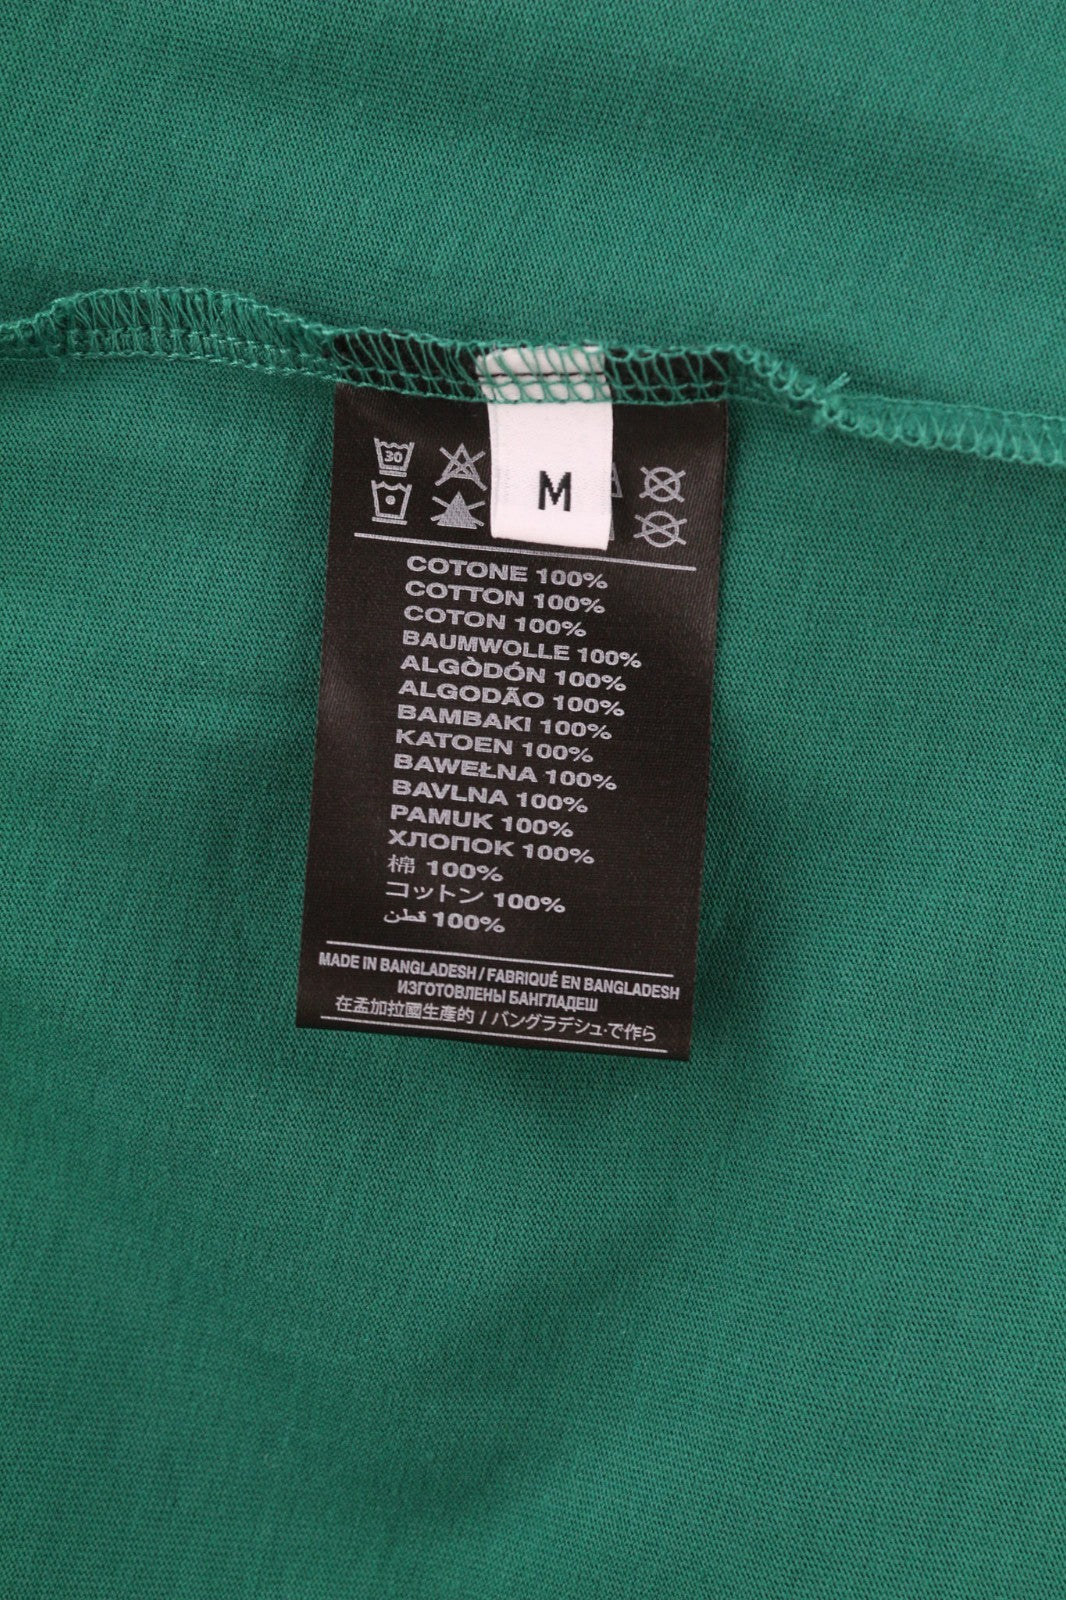 30
M
COTONE 100%
COTTON 100%
COTON 100%
BAUMWOLLE 100%
ALGÒDÓN 100%
ALGODÃO 100%
BAMBAKI 100%
KATOEN 100%
BAWEŁNA 100%
BAVLNA 100%
PAMUK 100%
ХЛОПОК 100%
棉 100%
コットン 100%
قطن 100%
MADE IN BANGLADESH / FABRIQUÉ EN BANGLADESH
ИЗГОТОВЛЕНЫ БАНГЛАДЕШ
在孟加拉國生產的 / バングラデシュ·で作ら